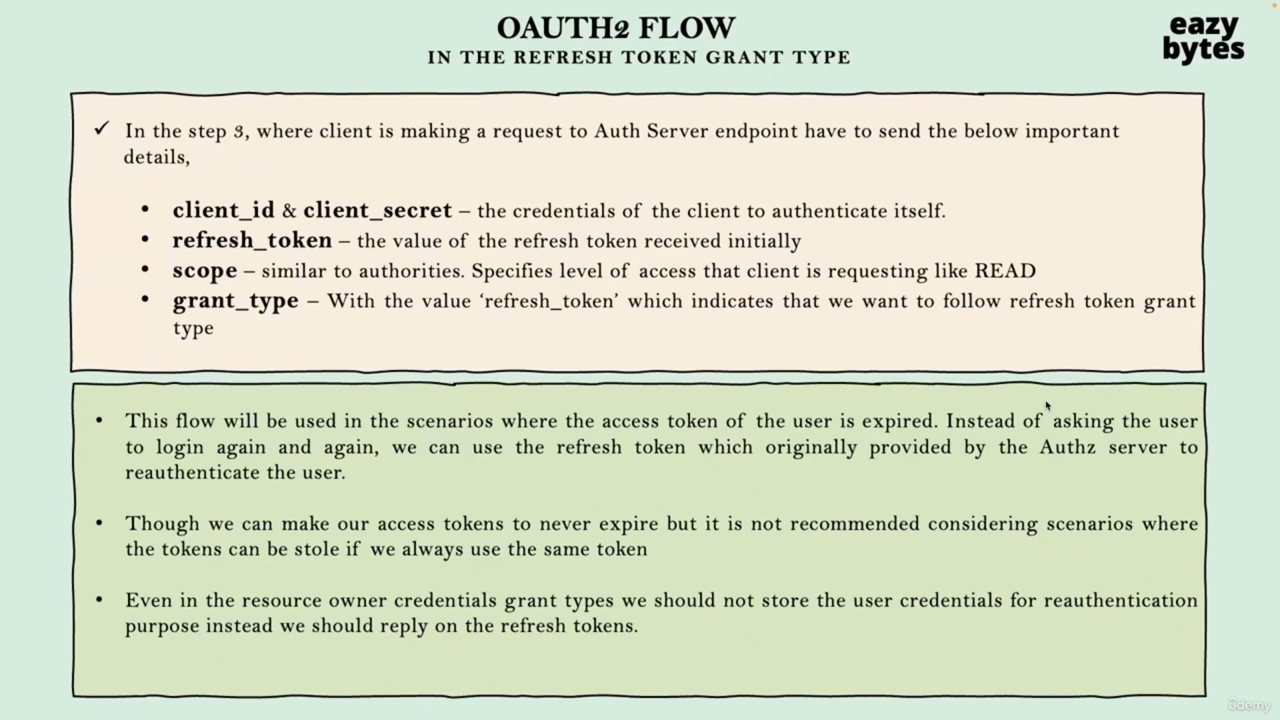 OAUTH2 FLOW
IN THE REFRESH TOKEN GRANT TYPE
eazy
bytes
✓ In the step 3, where client is making a request to Auth Server endpoint have to send the below important
details,
• client_id & client_secret – the credentials of the client to authenticate itself.
• refresh_token – the value of the refresh token received initially
• scope – similar to authorities. Specifies level of access that client is requesting like READ
• grant_type – With the value ‘refresh_token’ which indicates that we want to follow refresh token grant
type
• This flow will be used in the scenarios where the access token of the user is expired. Instead of asking the user
to login again and again, we can use the refresh token which originally provided by the Authz server to
reauthenticate the user.
• Though we can make our access tokens to never expire but it is not recommended considering scenarios where
the tokens can be stole if we always use the same token
• Even in the resource owner credentials grant types we should not store the user credentials for reauthentication
purpose instead we should reply on the refresh tokens.
ûdemy